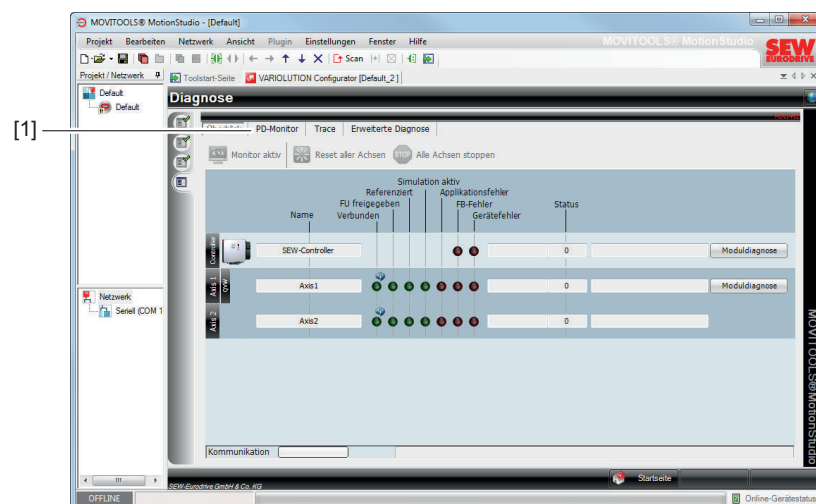 MOVITOOLS® MotionStudio - [Default]
Projekt Bearbeiten Netzwerk Ansicht Plugin Einstellungen Fenster Hilfe
MOVITOOLS® MotionStudio
SEW
EURODRIVE
Scan
Projekt / Netzwerk
Toolstart-Seite
VARIOLUTION Configurator [Default_2]
Default
Default
Diagnose
[1]
PD-Monitor Trace Erweiterte Diagnose
Monitor aktiv
Reset aller Achsen
STOP Alle Achsen stoppen
Simulation aktiv
Referenziert Applikationsfehler
FU freigegeben FB-Fehler
Name Verbunden Gerätefehler Status
Controller SEW-Controller 0 Moduldiagnose
Axis 1 Axis1 0 Moduldiagnose
Axis 2 Axis2 0
Netzwerk
Seriell (COM 1
MOVITOOLS® MotionStudio
Kommunikation
Startseite
SEW-Eurodrive GmbH & Co. KG
OFFLINE
Online-Gerätestatus